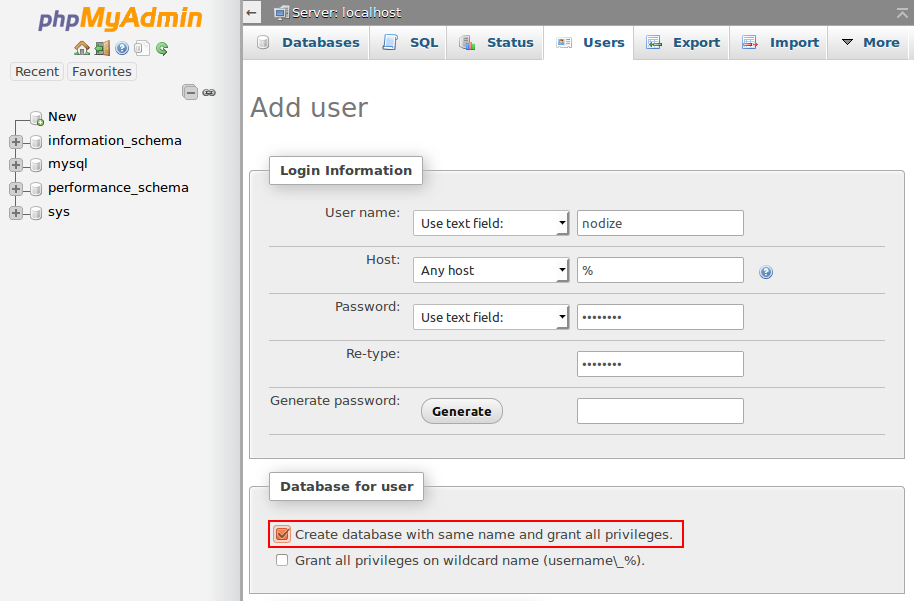 phpMyAdmin
Recent Favorites
New
information_schema
mysql
performance_schema
sys
Server: localhost
Databases SQL Status Users Export Import More
Add user
Login Information
User name: Use text field: nodize
Host: Any host %
Password: Use text field: ••••••••
Re-type: ••••••••
Generate password: Generate
Database for user
Create database with same name and grant all privileges.
Grant all privileges on wildcard name (username\_%).